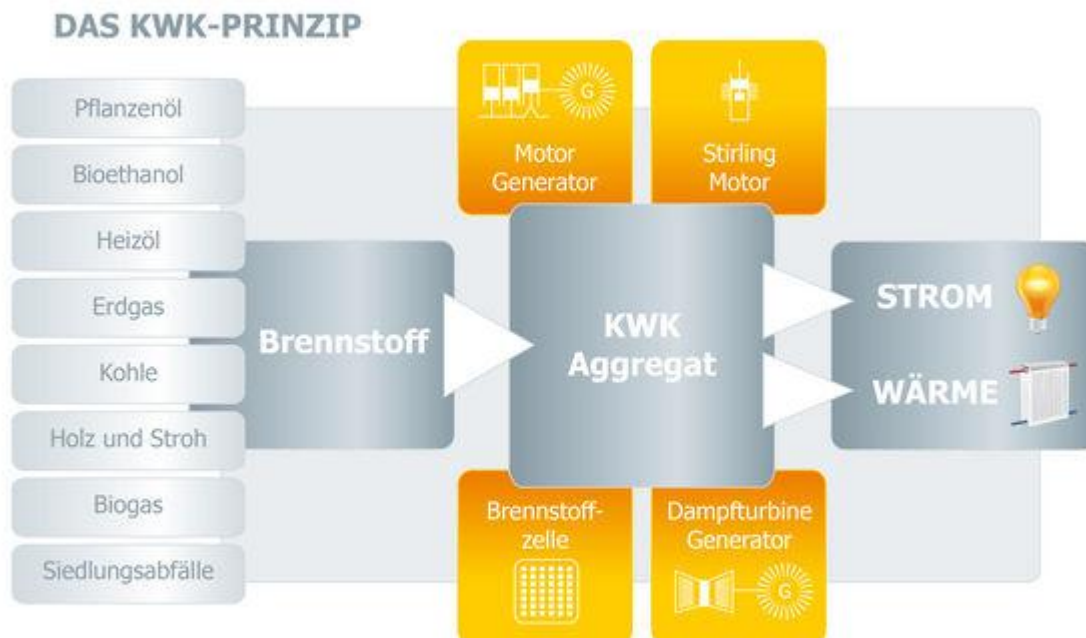 DAS KWK-PRINZIP
Pflanzenöl
Bioethanol
Heizöl
Erdgas
Kohle
Holz und Stroh
Biogas
Siedlungsabfälle
Brennstoff
G
Motor
Generator
Stirling
Motor
KWK
Aggregat
Brennstoff-
zelle
Dampfturbine
Generator
G
STROM
WÄRME